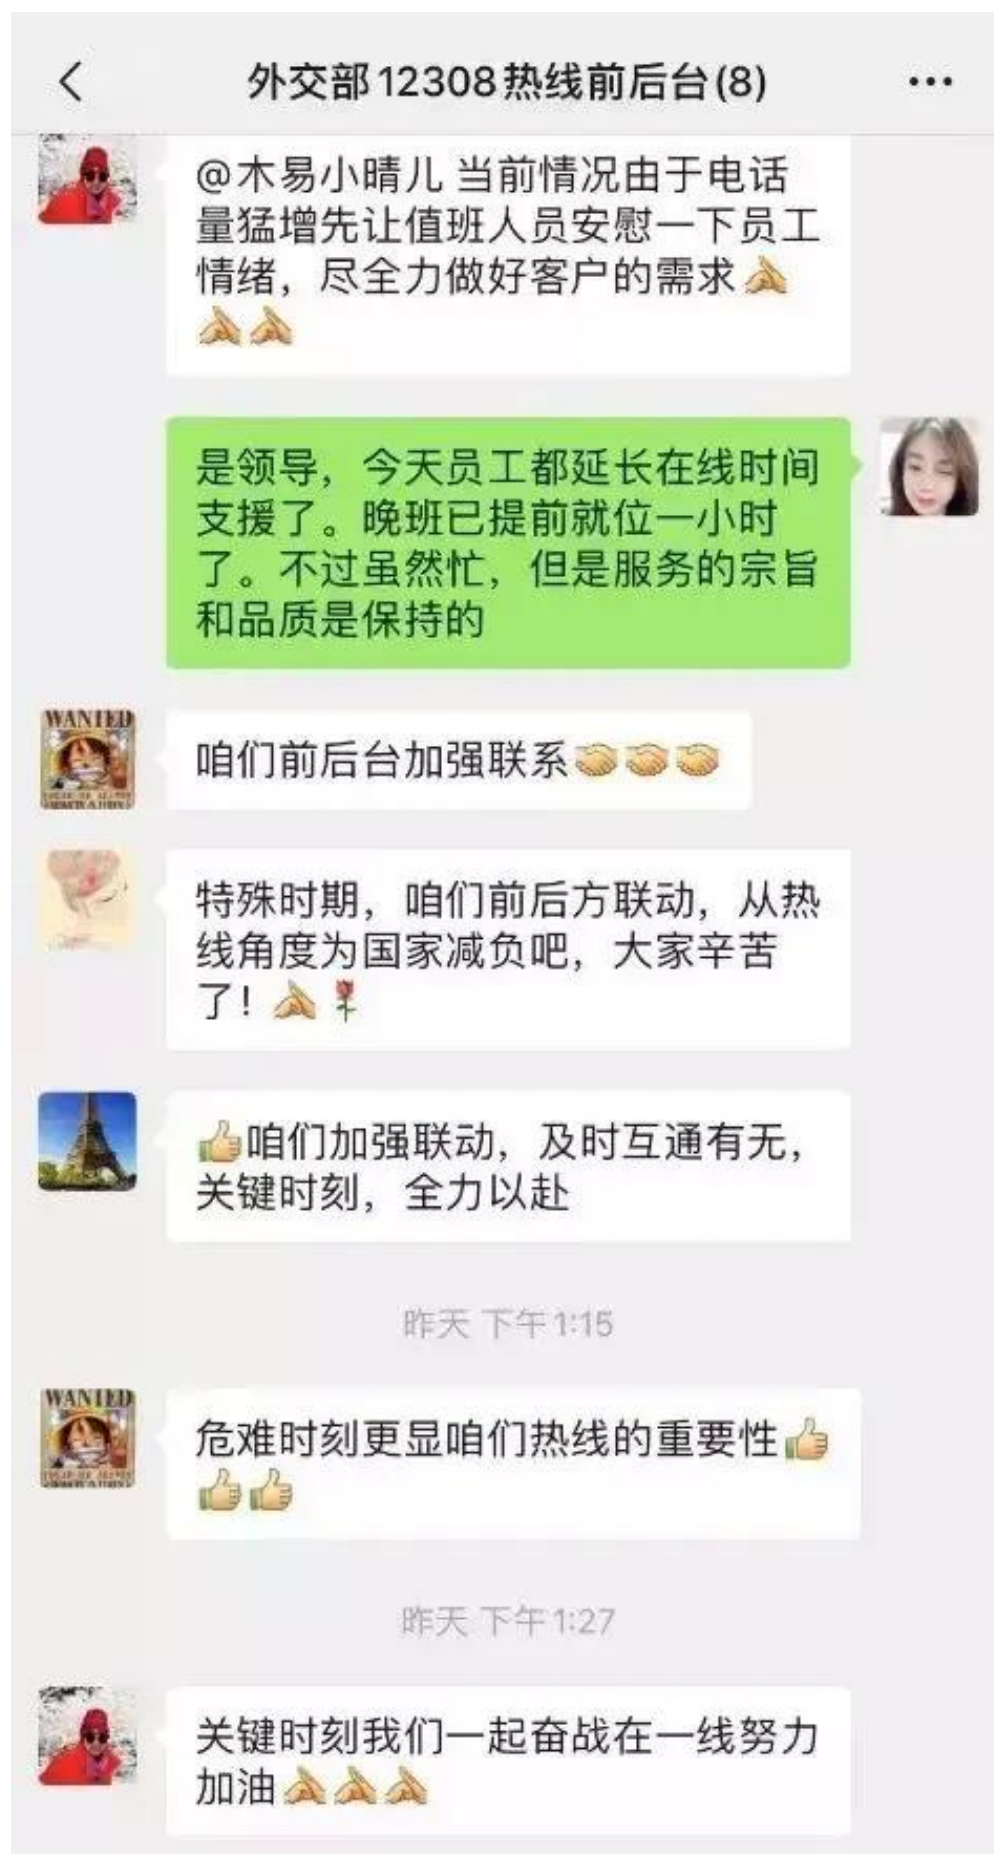 外交部12308热线前后台(8)
@木易小晴儿 当前情况由于电话
量猛增先让值班人员安慰一下员工
情绪，尽全力做好客户的需求
是领导，今天员工都延长在线时间
支援了。晚班已提前就位一小时
了。不过虽然忙，但是服务的宗旨
和品质是保持的
WANTED
咱们前后台加强联系
特殊时期，咱们前后方联动，从热
线角度为国家减负吧，大家辛苦
了！
咱们加强联动，及时互通有无，
关键时刻，全力以赴
昨天 下午1:15
WANTED
危难时刻更显咱们热线的重要性
昨天 下午1:27
关键时刻我们一起奋战在一线努力
加油